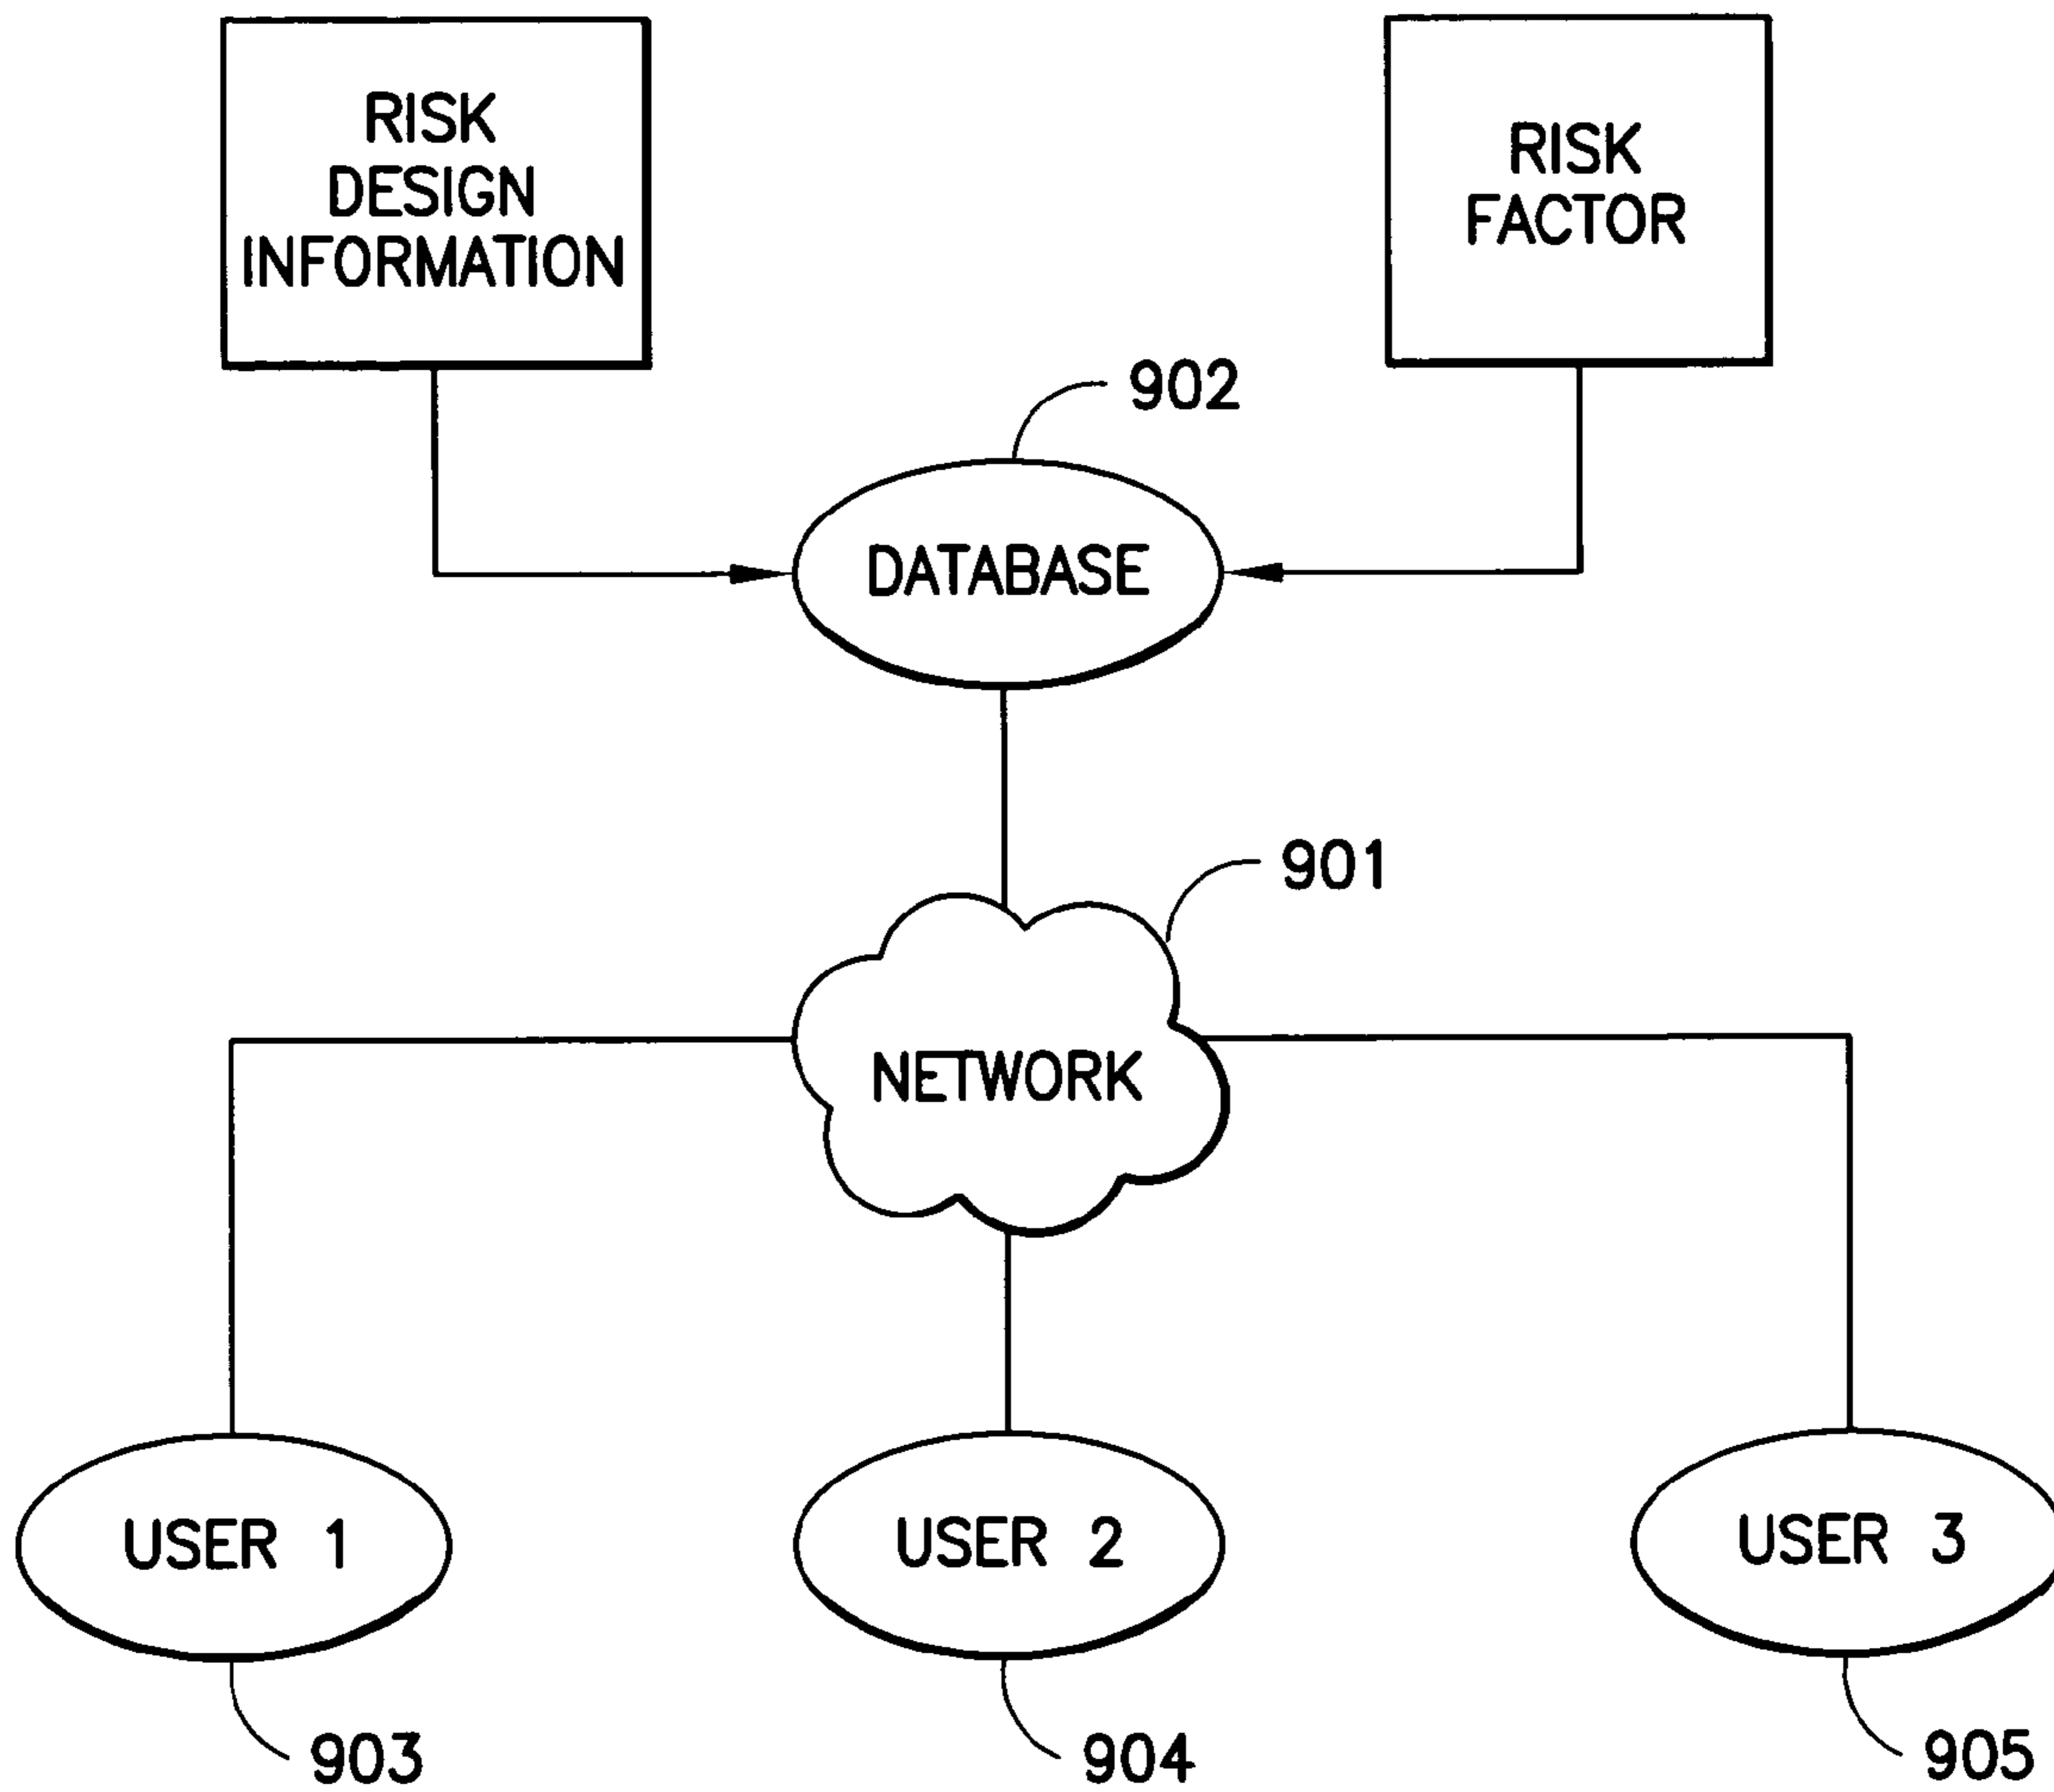 RISK
DESIGN
INFORMATION
RISK
FACTOR
902
DATABASE
901
NETWORK
USER 1
USER 2
USER 3
903
904
905